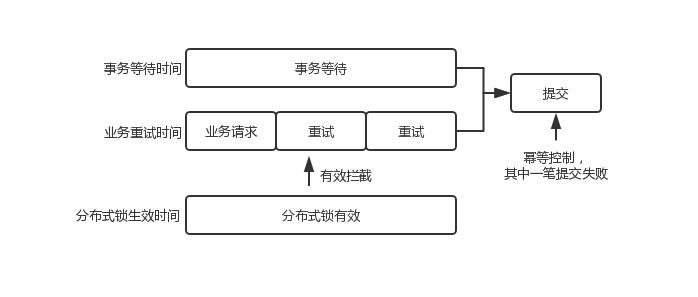 事务等待时间
事务等待
提交
业务重试时间
业务请求
重试
重试
幂等控制，
其中一笔提交失败
有效拦截
分布式锁生效时间
分布式锁有效